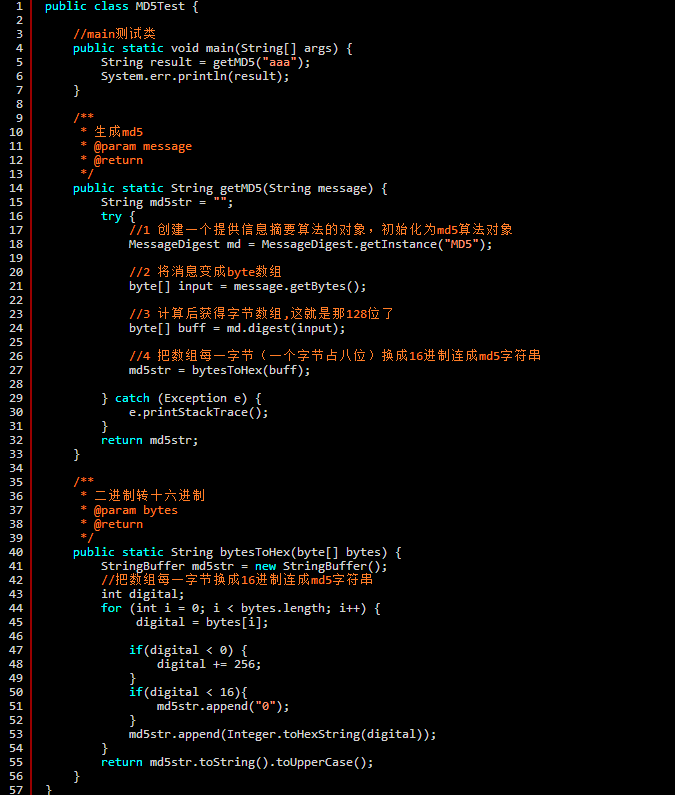 1 public class MD5Test {
2
3     //main测试类
4     public static void main(String[] args) {
5         String result = getMD5("aaa");
6         System.err.println(result);
7     }
8
9     /**
10      * 生成md5
11      * @param message
12      * @return
13      */
14     public static String getMD5(String message) {
15         String md5str = "";
16         try {
17             //1 创建一个提供信息摘要算法的对象，初始化为md5算法对象
18             MessageDigest md = MessageDigest.getInstance("MD5");
19
20             //2 将消息变成byte数组
21             byte[] input = message.getBytes();
22
23             //3 计算后获得字节数组,这就是那128位了
24             byte[] buff = md.digest(input);
25
26             //4 把数组每一字节（一个字节占八位）换成16进制连成md5字符串
27             md5str = bytesToHex(buff);
28
29         } catch (Exception e) {
30             e.printStackTrace();
31         }
32         return md5str;
33     }
34
35     /**
36      * 二进制转十六进制
37      * @param bytes
38      * @return
39      */
40     public static String bytesToHex(byte[] bytes) {
41         StringBuffer md5str = new StringBuffer();
42         //把数组每一字节换成16进制连成md5字符串
43         int digital;
44         for (int i = 0; i < bytes.length; i++) {
45              digital = bytes[i];
46
47             if(digital < 0) {
48                 digital += 256;
49             }
50             if(digital < 16){
51                 md5str.append("0");
52             }
53             md5str.append(Integer.toHexString(digital));
54         }
55         return md5str.toString().toUpperCase();
56     }
57 }